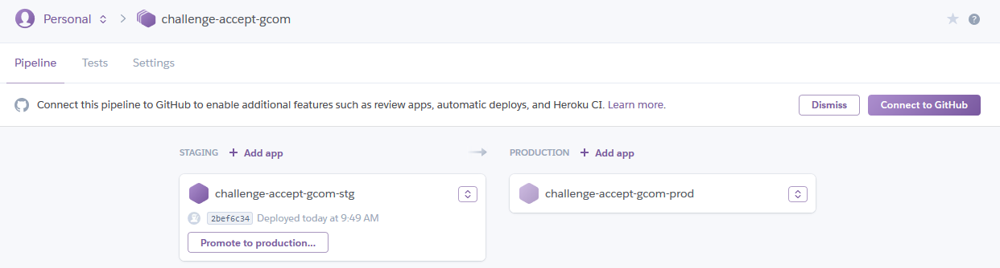 Personal challenge-accept-gcom
Pipeline Tests Settings
Connect this pipeline to GitHub to enable additional features such as review apps, automatic deploys, and Heroku CI. Learn more.
Dismiss Connect to GitHub
STAGING + Add app
PRODUCTION + Add app
challenge-accept-gcom-stg
2bef6c34 Deployed today at 9:49 AM
Promote to production...
challenge-accept-gcom-prod